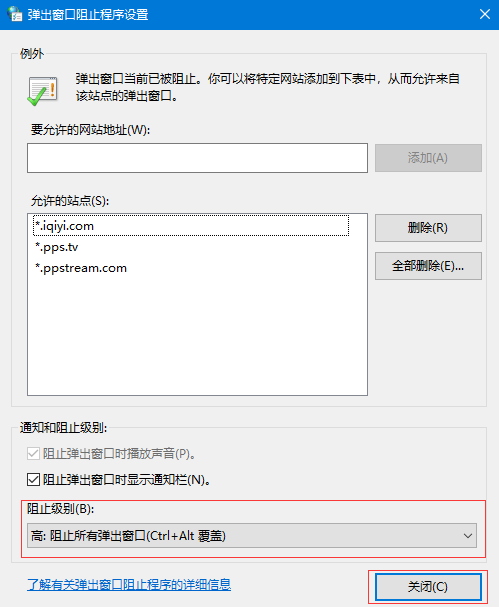 弹出窗口阻止程序设置
例外
弹出窗口当前已被阻止。你可以将特定网站添加到下表中，从而允许来自
该站点的弹出窗口。
要允许的网站地址(W):
添加(A)
允许的站点(S):
*.iqiyi.com
*.pps.tv
*.ppstream.com
删除(R)
全部删除(E)...
通知和阻止级别:
阻止弹出窗口时播放声音(P)。
阻止弹出窗口时显示通知栏(N)。
阻止级别(B):
高: 阻止所有弹出窗口(Ctrl+Alt 覆盖)
了解有关弹出窗口阻止程序的详细信息
关闭(C)